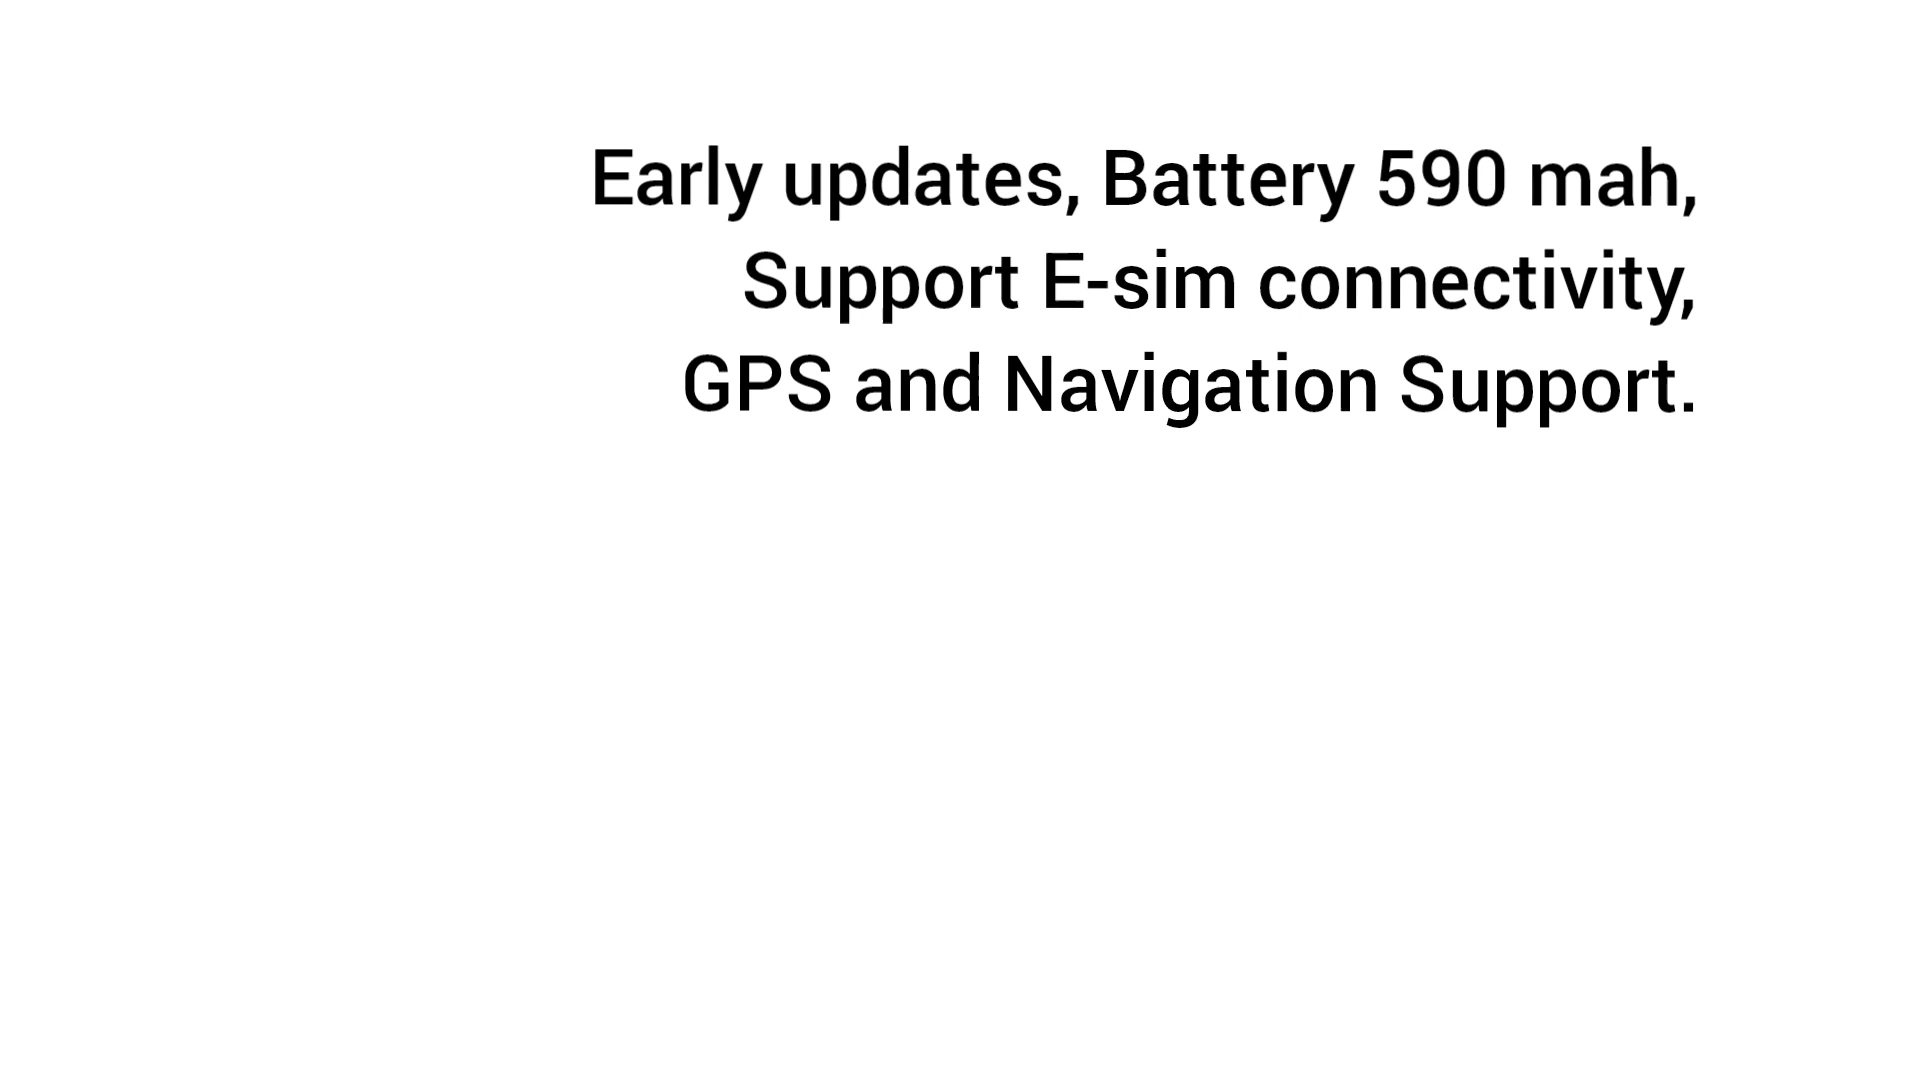 Early updates, Battery 590 mah,
Support E-sim connectivity,
GPS and Navigation Support.